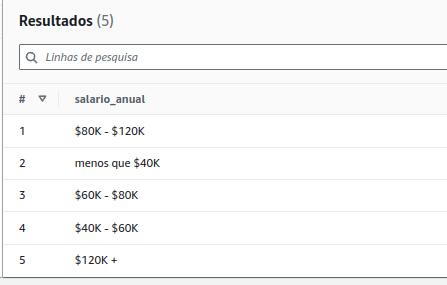 Resultados (5)
Linhas de pesquisa
# salario_anual
1 $80K - $120K
2 menos que $40K
3 $60K - $80K
4 $40K - $60K
5 $120K +